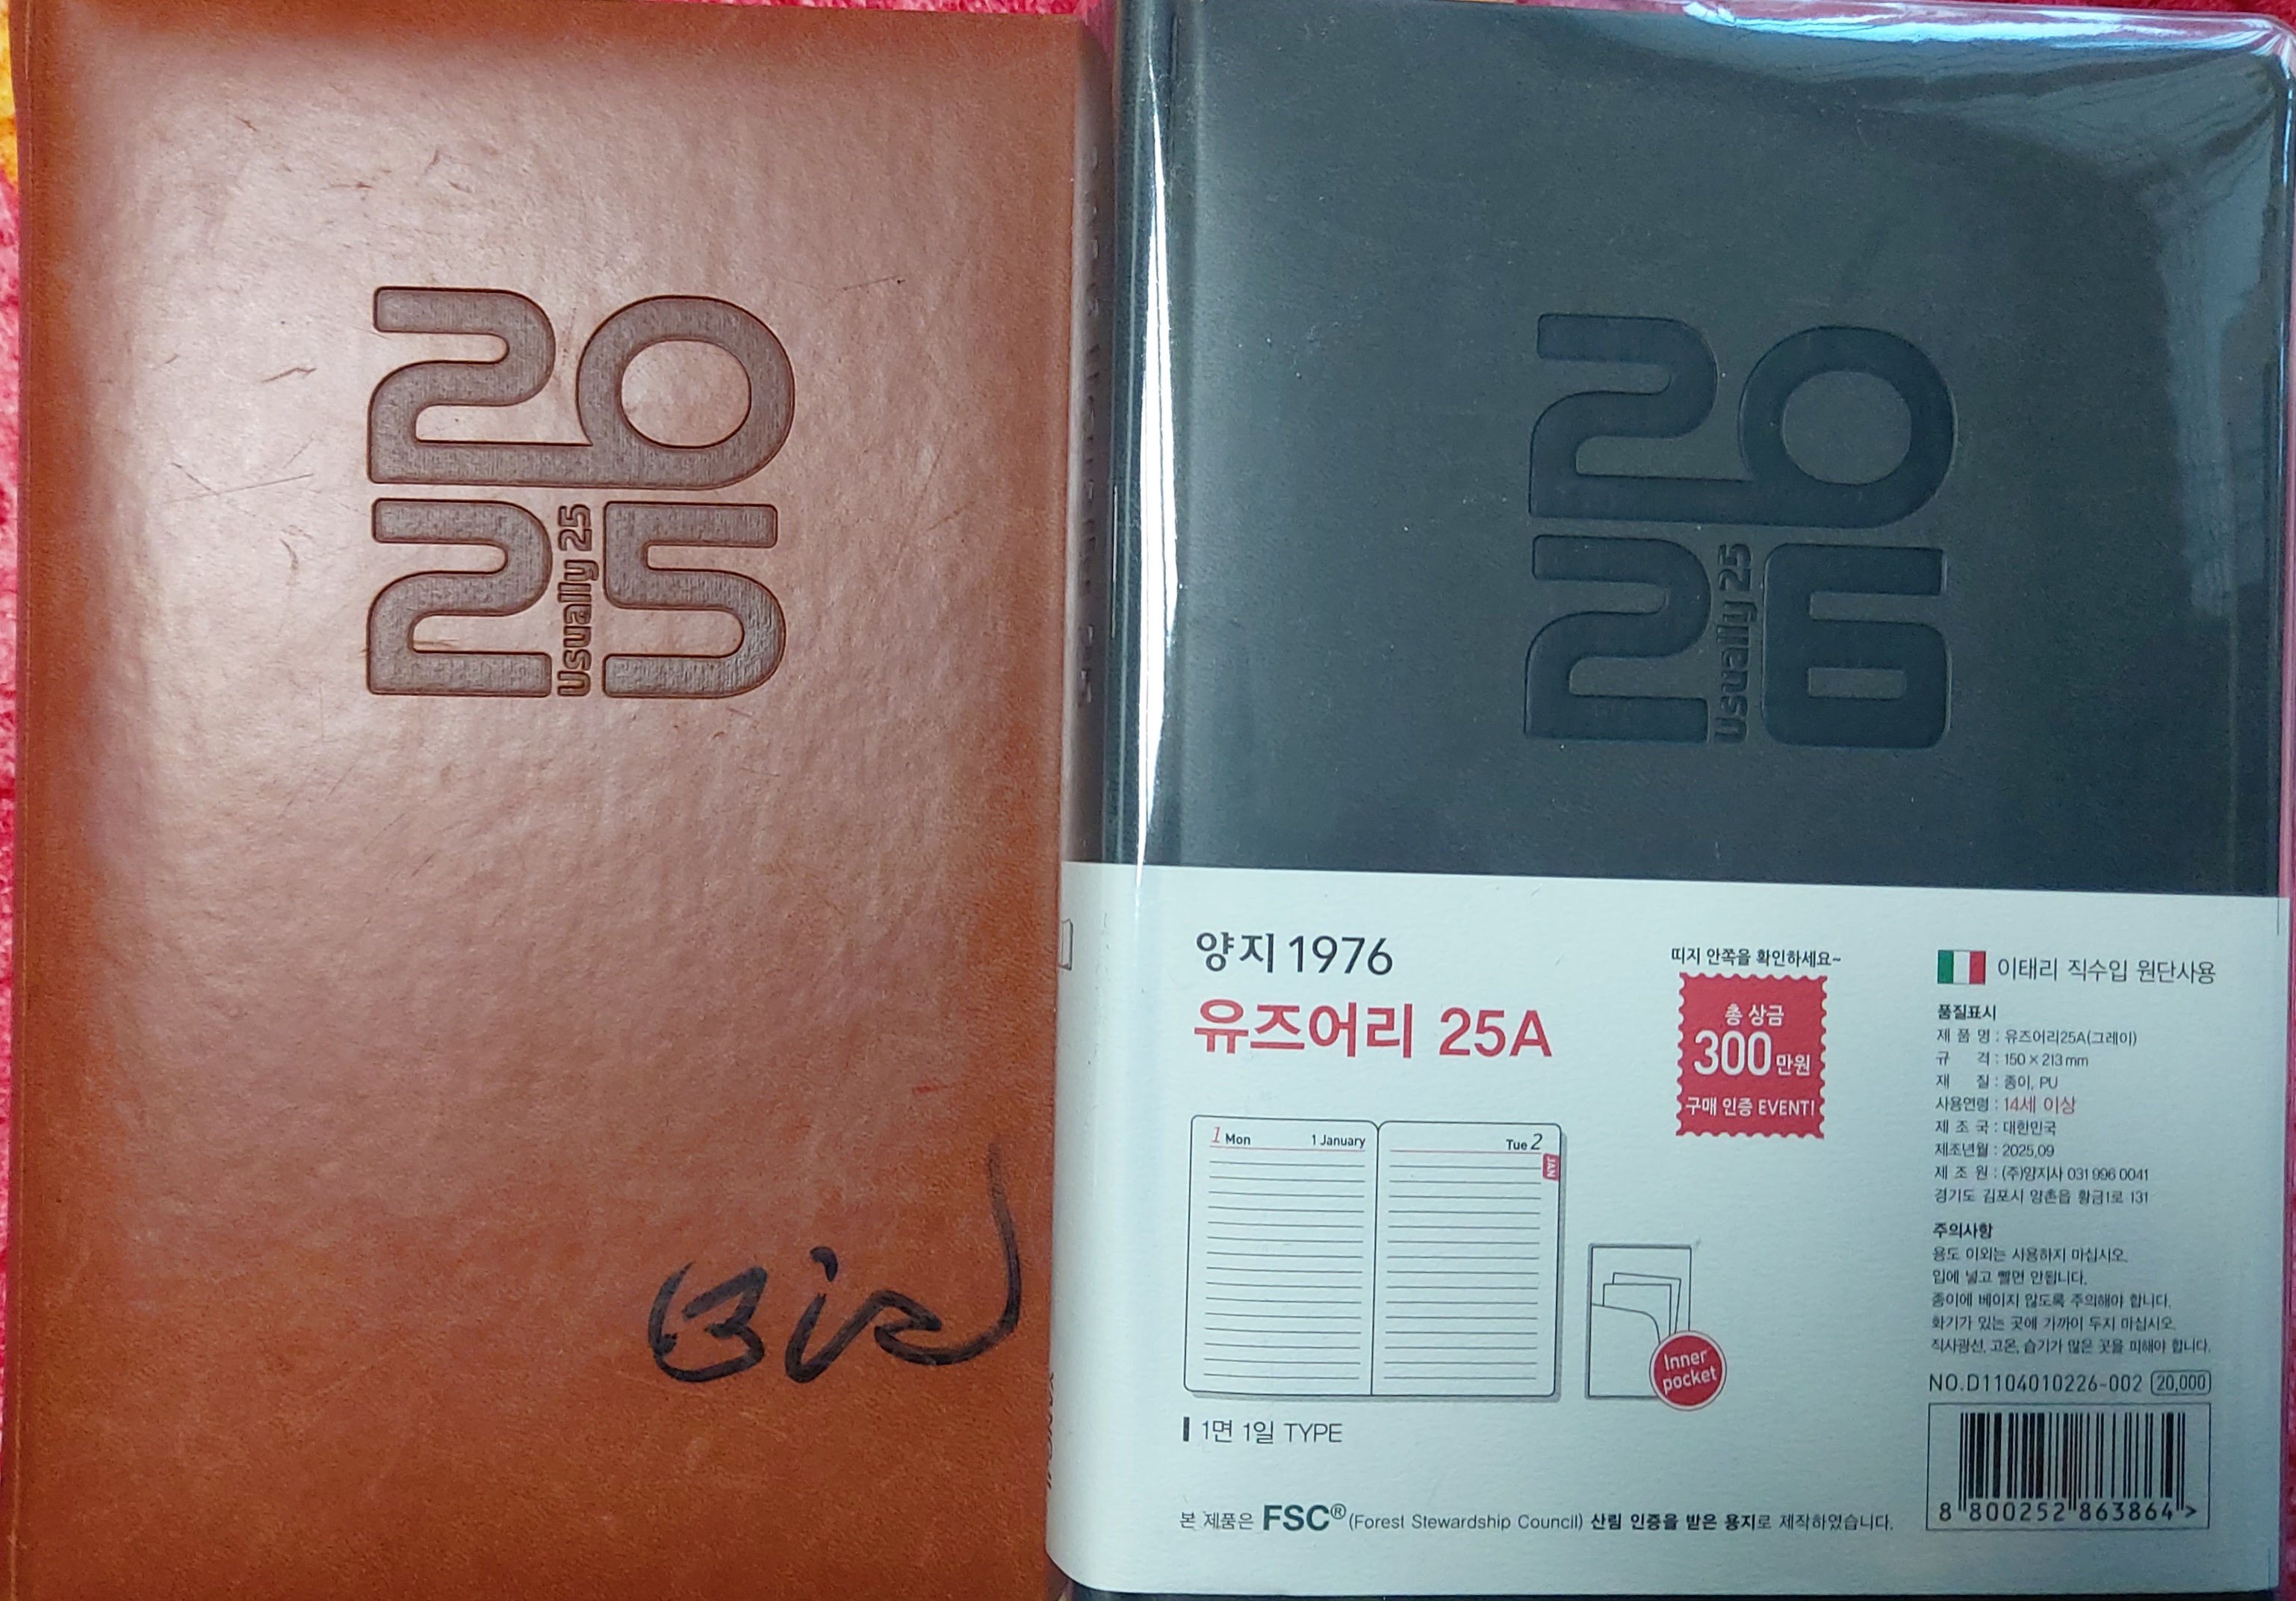 20
25
Usually 25
Bird
20
26
Usually 25
양지 1976
유즈어리 25A
띠지 안쪽을 확인하세요~
총 상금
300만원
구매 인증 EVENT!
이태리 직수입 원단사용
품질표시
제 품 명 : 유즈어리25A(그레이)
규 격 : 150 × 213 mm
재 질 : 종이, PU
사용연령 : 14세 이상
제 조 국 : 대한민국
제조년월 : 2025.09
제 조 원 : (주)양지사 031 996 0041
경기도 김포시 양촌읍 황금1로 131
주의사항
용도 이외는 사용하지 마십시오.
입에 넣고 빨면 안됩니다.
종이에 베이지 않도록 주의해야 합니다.
화기가 있는 곳에 가까이 두지 마십시오.
직사광선, 고온, 습기가 많은 곳을 피해야 합니다.
NO.D1104010226-002 20,000
8 800252 863864 >
1 Mon 1 January
Tue 2
JAN
Inner
pocket
1면 1일 TYPE
본 제품은 FSC® (Forest Stewardship Council) 산림 인증을 받은 용지로 제작하였습니다.